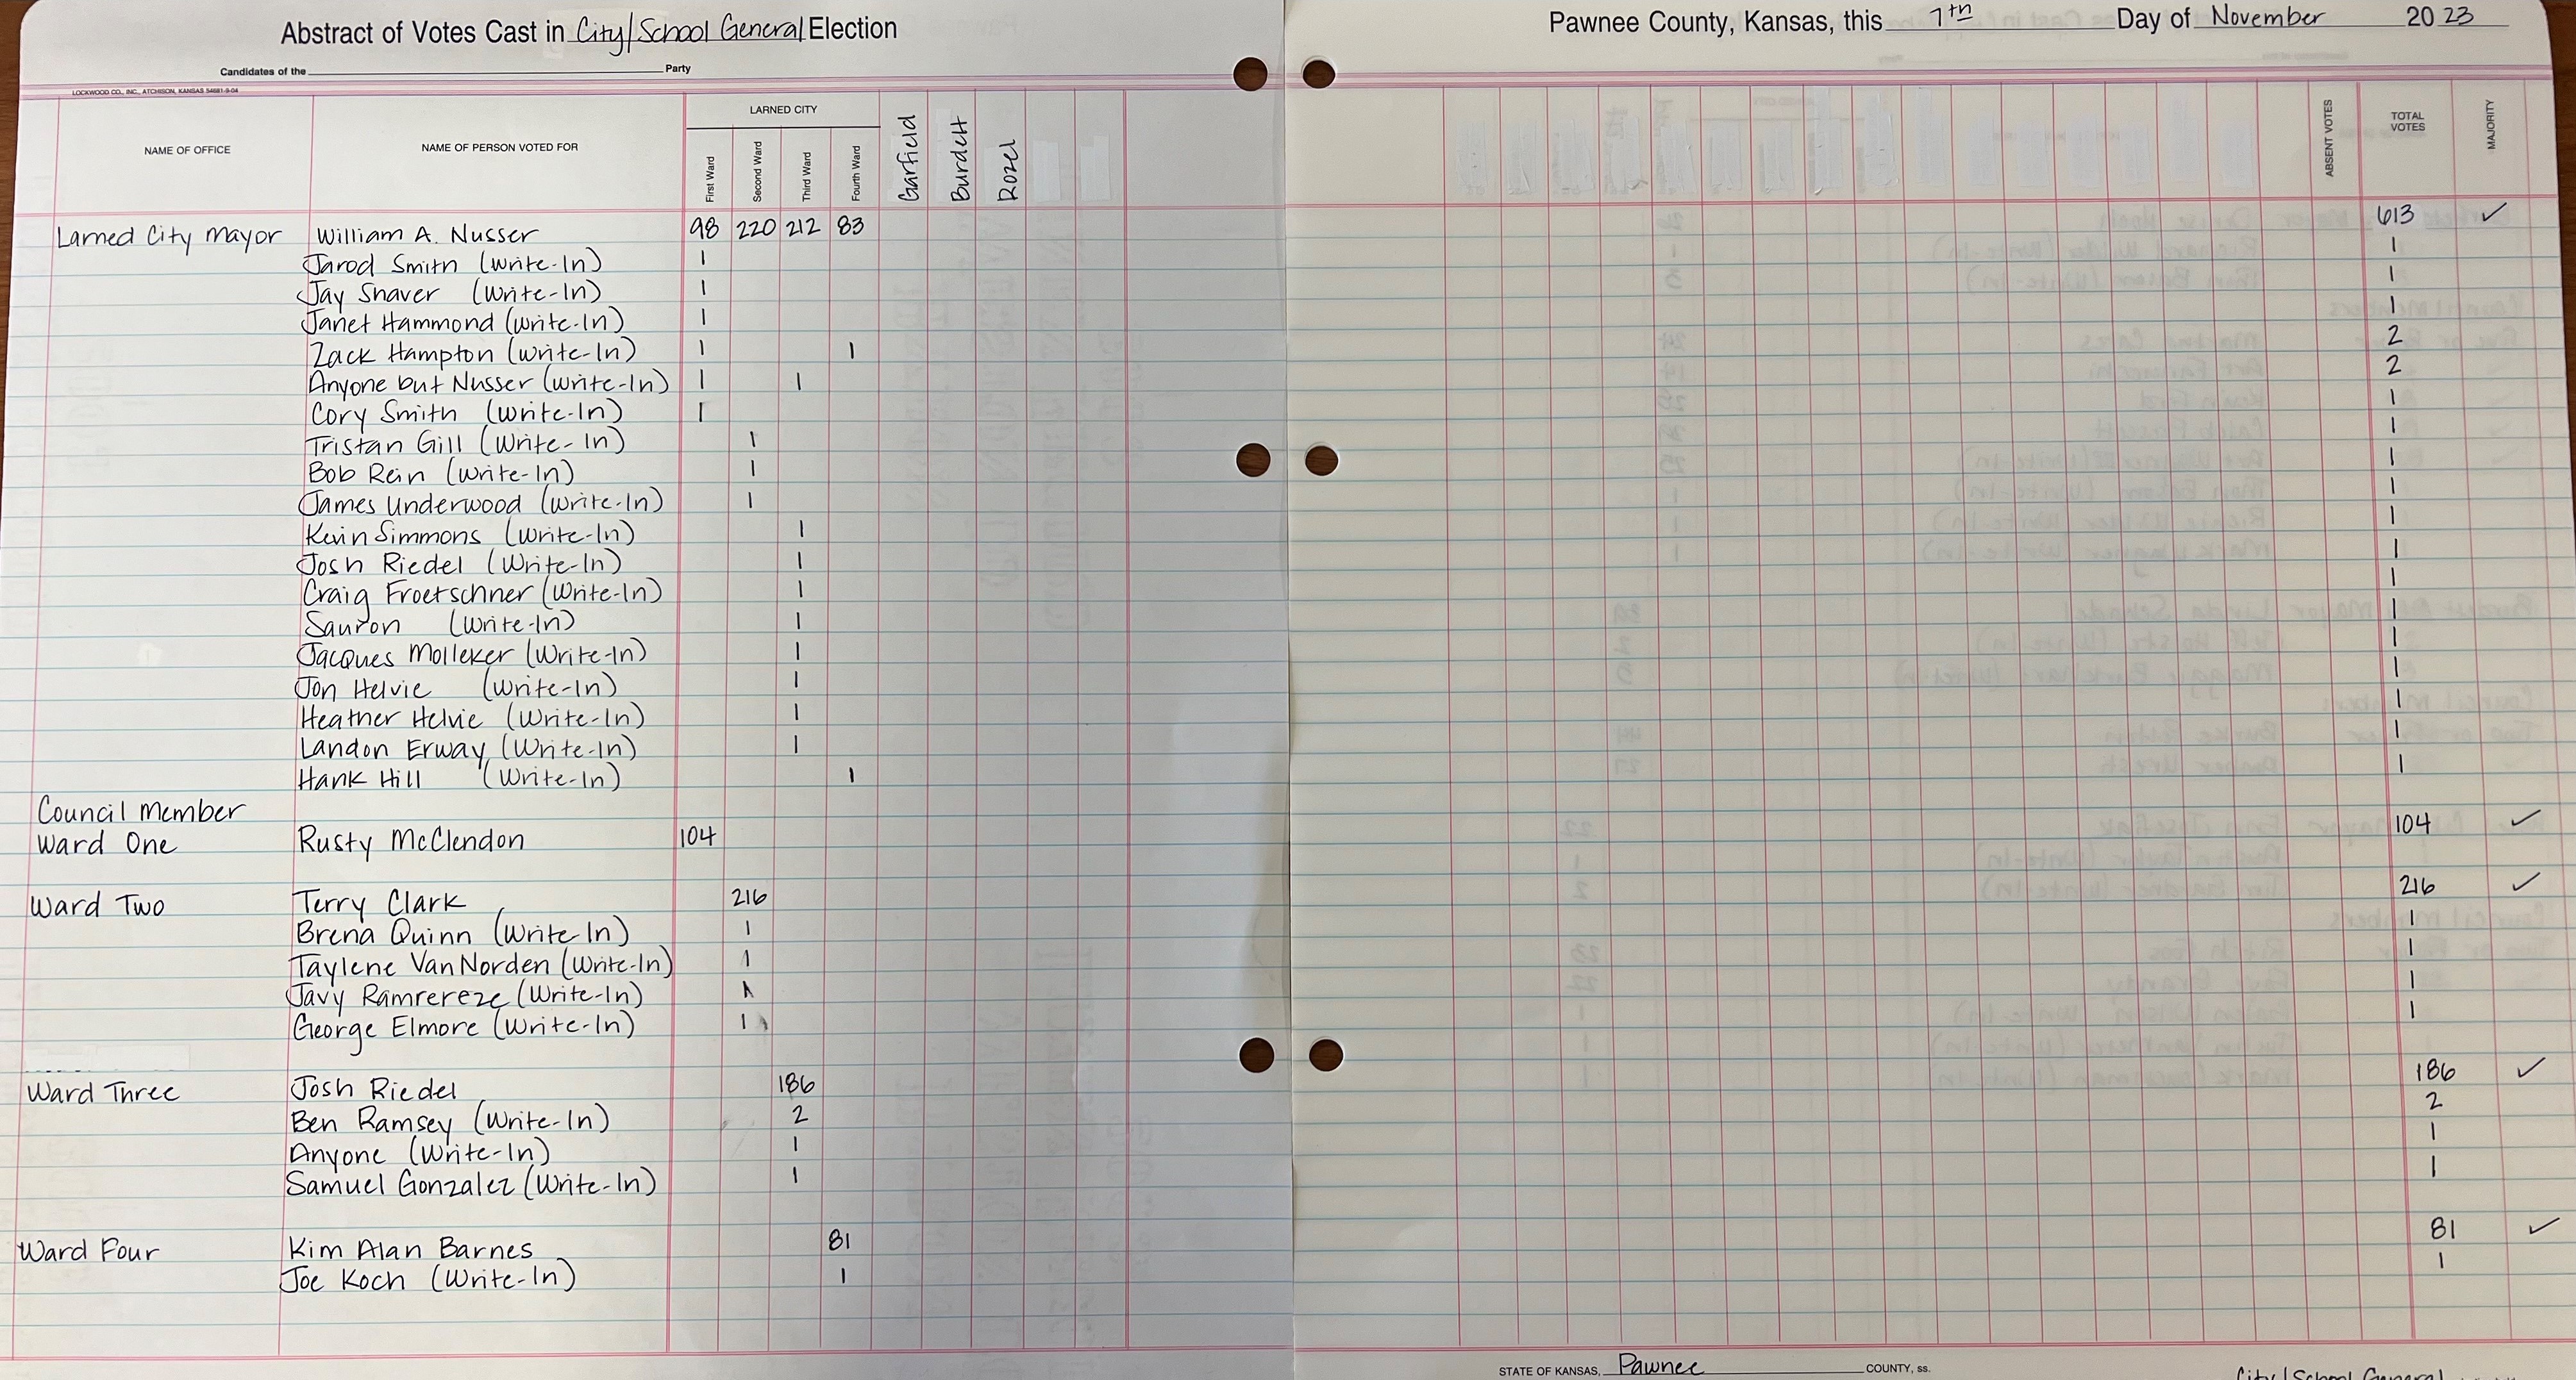 Abstract of Votes Cast in City/School General Election
Pawnee County, Kansas, this 7th Day of November 2023
Candidates of the Party
LOCKWOOD CO., INC., ATCHISON, KANSAS 54681-9-04
NAME OF OFFICE NAME OF PERSON VOTED FOR LARNED CITY First Ward Second Ward Third Ward Fourth Ward Garfield Burdett Rozel ABSENT VOTES TOTAL VOTES MAJORITY
Larned City Mayor William A. Nusser 98 220 212 83 613 ✓
Jarod Smith (Write-In) 1 1
Jay Snaver (Write-In) 1 1
Janet Hammond (Write-In) 1 1
Zack Hampton (Write-In) 1 1 2
Anyone but Nusser (Write-In) 1 1 2
Cory Smith (Write-In) 1 1
Tristan Gill (Write-In) 1 1
Bob Rein (Write-In) 1 1
James Underwood (Write-In) 1 1
Kevin Simmons (Write-In) 1 1
Josh Riedel (Write-In) 1 1
Craig Froetschner (Write-In) 1 1
Sauron (Write-In) 1 1
Jacques Molleker (Write-In) 1 1
Jon Helvie (Write-In) 1 1
Heather Helvie (Write-In) 1 1
Landon Erway (Write-In) 1 1
Hank Hill (Write-In) 1 1
Council Member
Ward One Rusty McClendon 104 104 ✓
Ward Two Terry Clark 216 216 ✓
Brena Quinn (Write In) 1 1
Taylene VanNorden (Write-In) 1 1
Javy Ramrereze (Write-In) 1 1
George Elmore (Write-In) 1 1
Ward Three Josh Riedel 186 186 ✓
Ben Ramsey (Write-In) 2 2
Anyone (Write-In) 1 1
Samuel Gonzalez (Write-In) 1 1
Ward Four Kim Alan Barnes 81 81 ✓
Joe Koch (Write-In) 1 1
STATE OF KANSAS, Pawnee COUNTY, ss.
City/School General